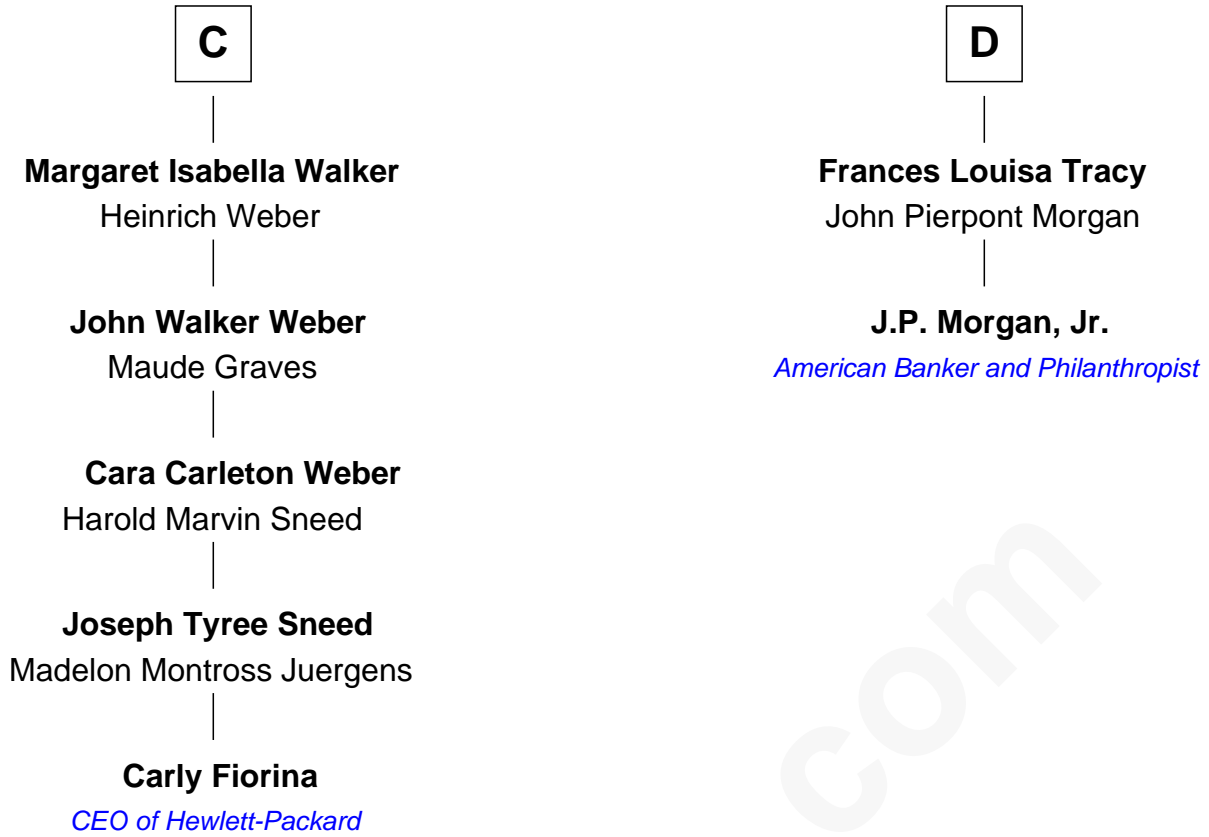 C
Margaret Isabella Walker
Heinrich Weber
John Walker Weber
Maude Graves
Cara Carleton Weber
Harold Marvin Sneed
Joseph Tyree Sneed
Madelon Montross Juergens
Carly Fiorina
CEO of Hewlett-Packard
D
Frances Louisa Tracy
John Pierpont Morgan
J.P. Morgan, Jr.
American Banker and Philanthropist
com